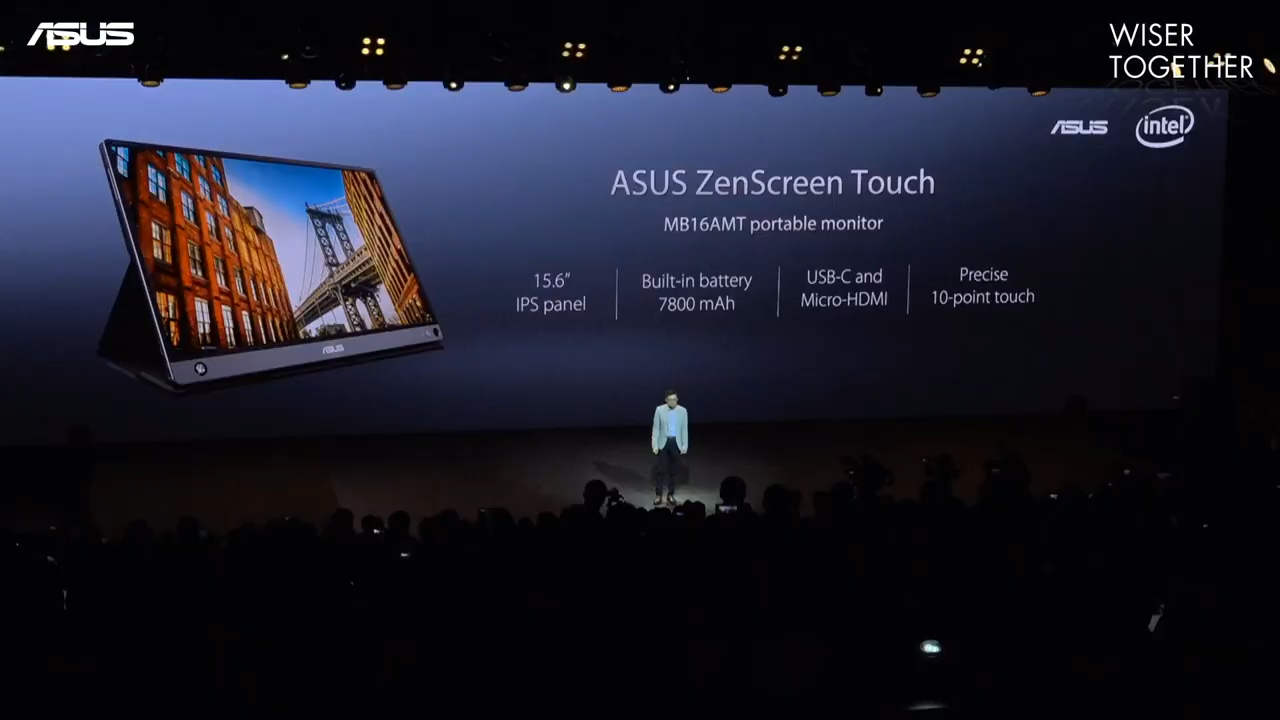 ASUS
WISER
TOGETHER
ASUS
intel
ASUS ZenScreen Touch
MB16AMT portable monitor
15.6”
IPS panel
Built-in battery
7800 mAh
USB-C and
Micro-HDMI
Precise
10-point touch
ASUS